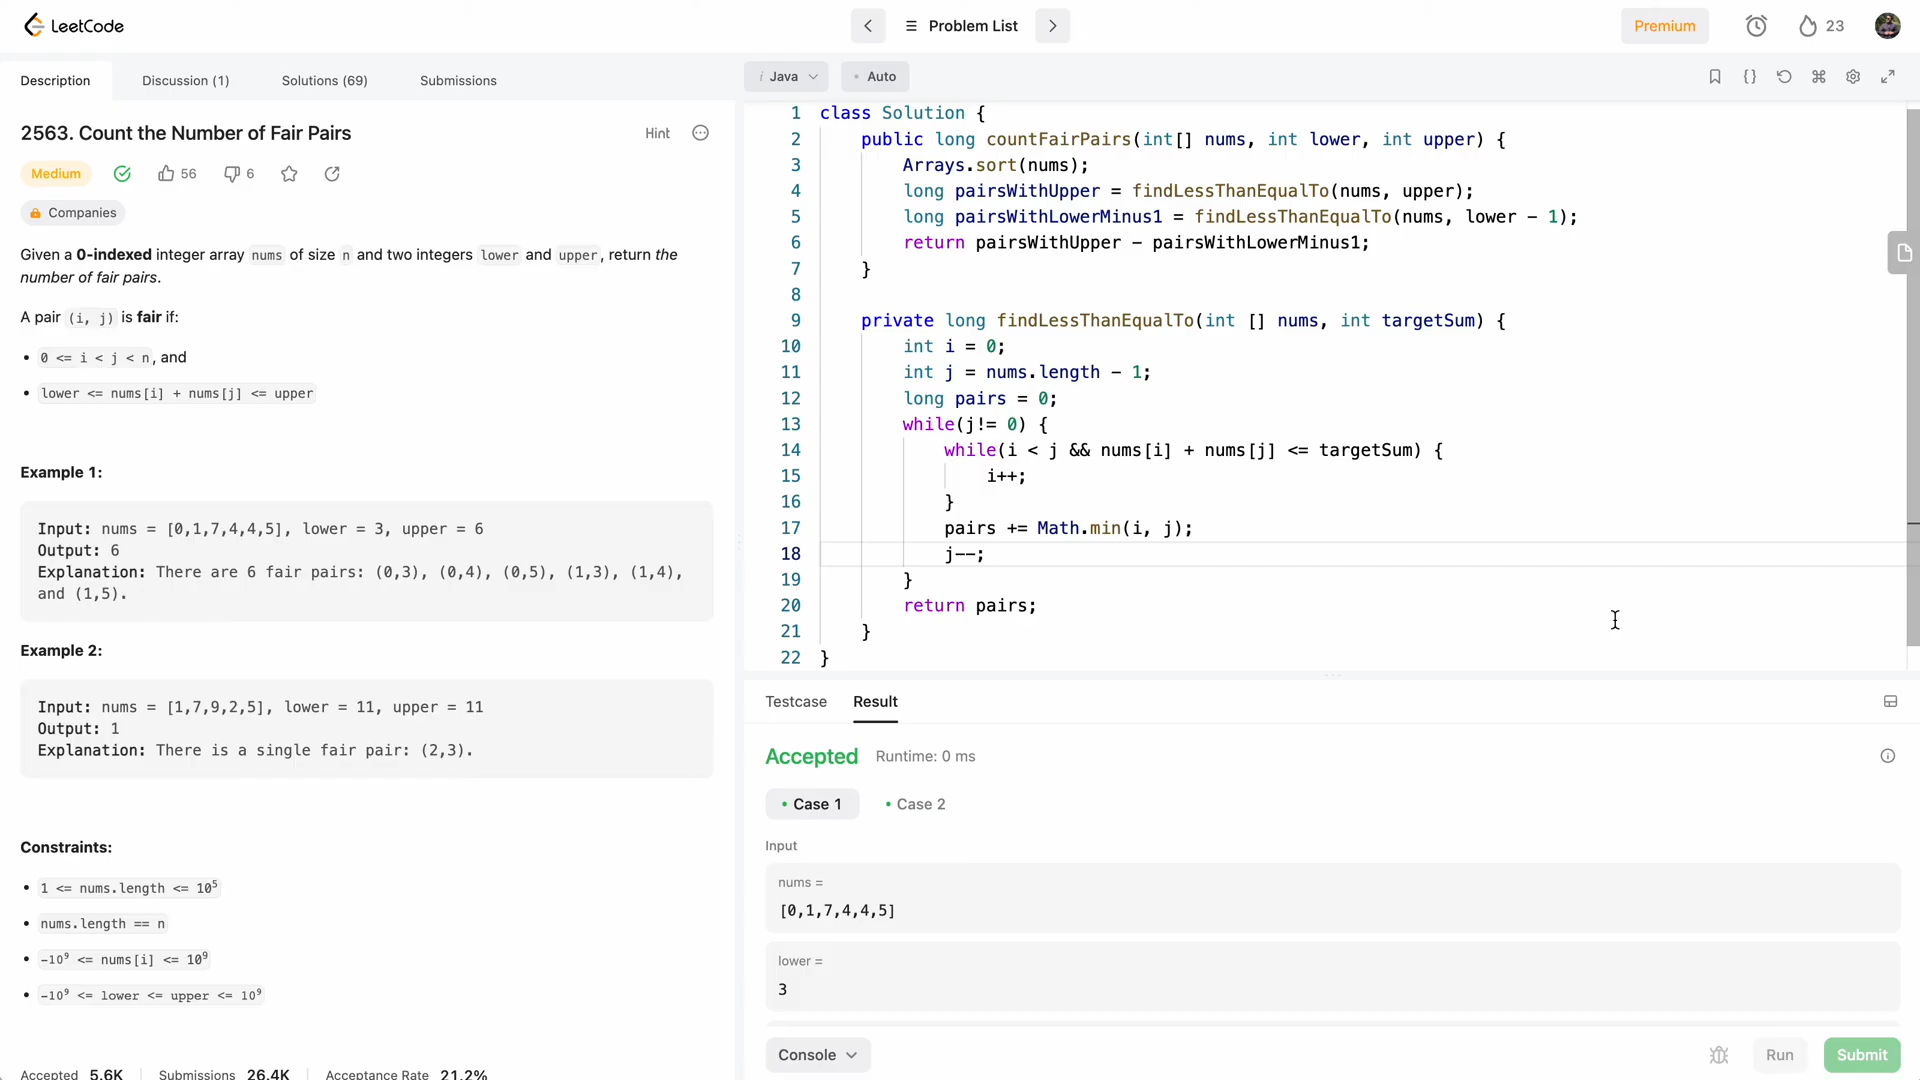 LeetCode
Problem List
Premium
23
Description
Discussion (1)
Solutions (69)
Submissions
2563. Count the Number of Fair Pairs
Hint
Medium
56
6
Companies
Given a 0-indexed integer array nums of size n and two integers lower and upper, return the
number of fair pairs.
A pair (i, j) is fair if:
• 0 <= i < j < n, and
• lower <= nums[i] + nums[j] <= upper
Example 1:
Input: nums = [0,1,7,4,4,5], lower = 3, upper = 6
Output: 6
Explanation: There are 6 fair pairs: (0,3), (0,4), (0,5), (1,3), (1,4),
and (1,5).
Example 2:
Input: nums = [1,7,9,2,5], lower = 11, upper = 11
Output: 1
Explanation: There is a single fair pair: (2,3).
Constraints:
• 1 <= nums.length <= 10⁵
• nums.length == n
• -10⁹ <= nums[i] <= 10⁹
• -10⁹ <= lower <= upper <= 10⁹
Accepted 5.6K
Submissions 26.4K
Acceptance Rate 21.2%
i Java
• Auto
1 class Solution {
2 public long countFairPairs(int[] nums, int lower, int upper) {
3 Arrays.sort(nums);
4 long pairsWithUpper = findLessThanEqualTo(nums, upper);
5 long pairsWithLowerMinus1 = findLessThanEqualTo(nums, lower - 1);
6 return pairsWithUpper - pairsWithLowerMinus1;
7 }
8
9 private long findLessThanEqualTo(int [] nums, int targetSum) {
10 int i = 0;
11 int j = nums.length - 1;
12 long pairs = 0;
13 while(j!= 0) {
14 while(i < j && nums[i] + nums[j] <= targetSum) {
15 i++;
16 }
17 pairs += Math.min(i, j);
18 j--;
19 }
20 return pairs;
21 }
22 }
Testcase
Result
Accepted
Runtime: 0 ms
• Case 1
• Case 2
Input
nums =
[0,1,7,4,4,5]
lower =
3
Console
Run
Submit